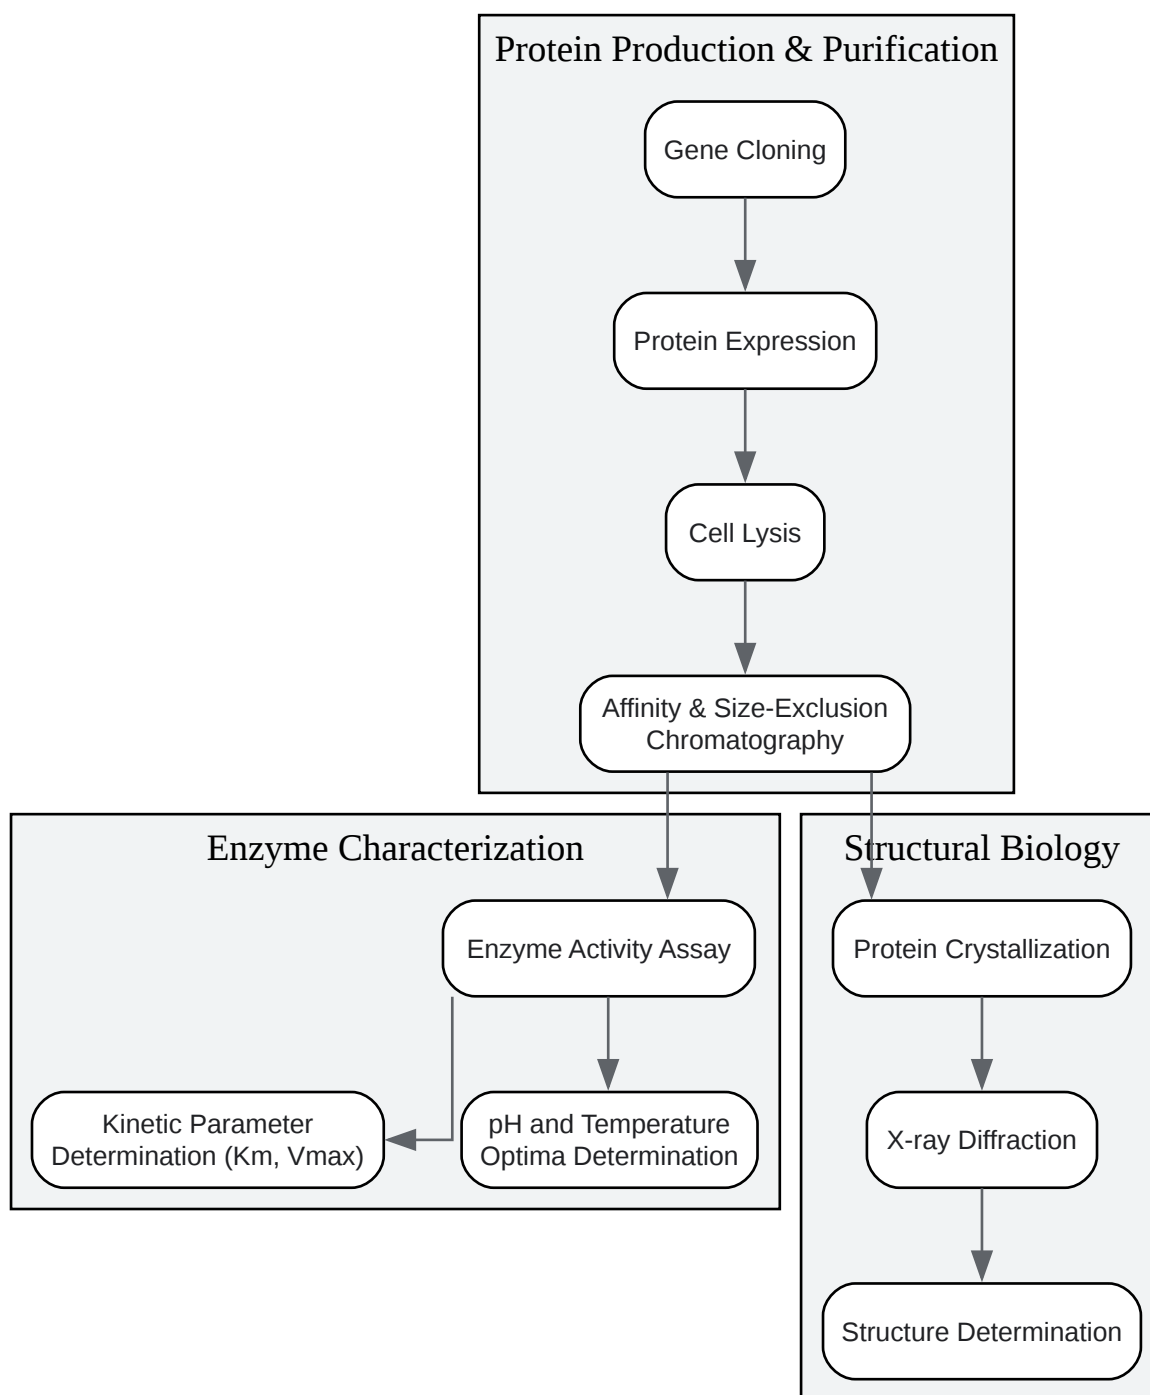 Protein Production & Purification
Gene Cloning
Protein Expression
Cell Lysis
Affinity & Size-Exclusion
Chromatography
Enzyme Characterization
Enzyme Activity Assay
Kinetic Parameter
Determination (Km, Vmax)
pH and Temperature
Optima Determination
Structural Biology
Protein Crystallization
X-ray Diffraction
Structure Determination